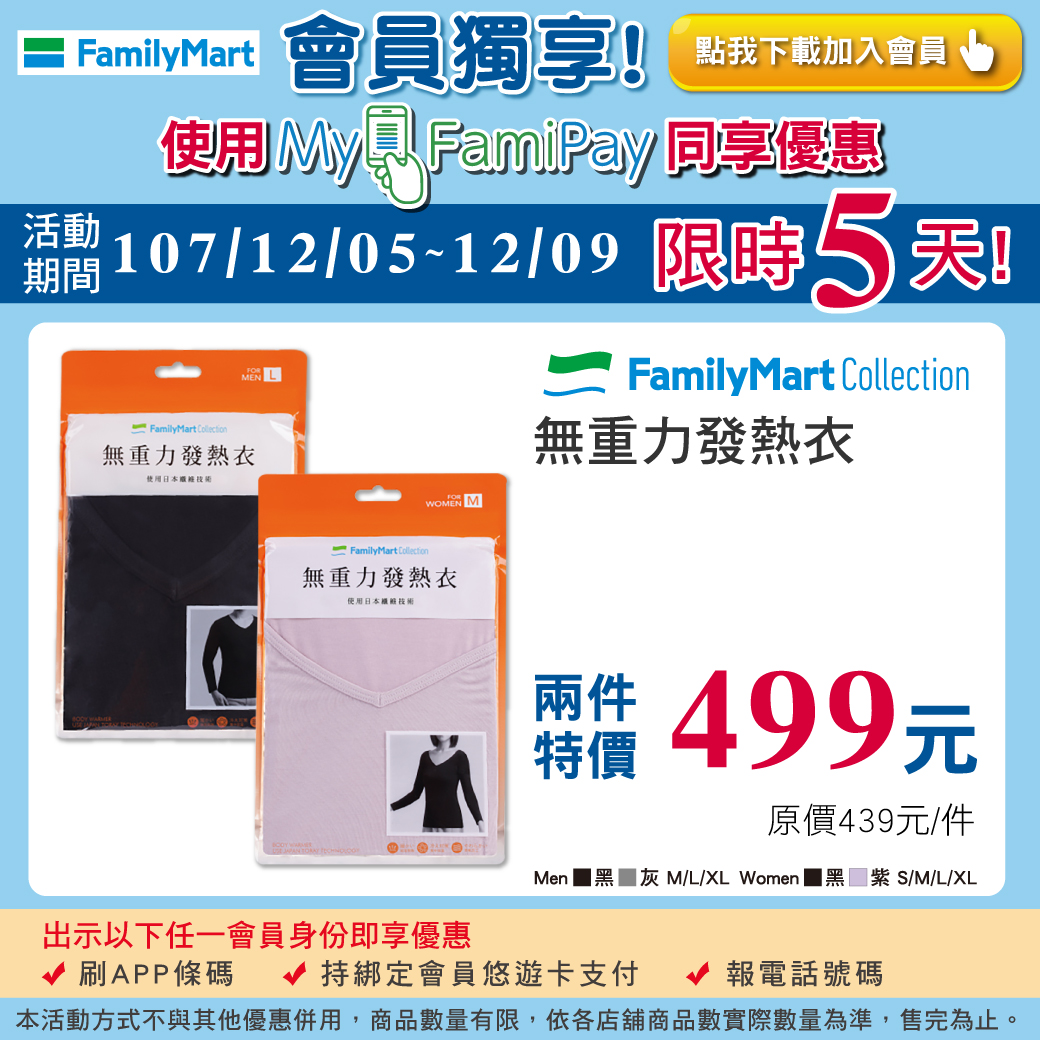 FamilyMart
會員獨享!
點我下載加入會員
使用 My FamiPay 同享優惠
活動期間 107/12/05~12/09 限時5天!
FOR MEN L
FamilyMart Collection
無重力發熱衣
使用日本纖維技術
BODY WARMER
FOR WOMEN M
FamilyMart Collection
無重力發熱衣
使用日本纖維技術
BODY WARMER
FamilyMart Collection
無重力發熱衣
兩件特價 499元
原價439元/件
Men 黑 灰 M/L/XL Women 黑 紫 S/M/L/XL
出示以下任一會員身份即享優惠
刷APP條碼 持綁定會員悠遊卡支付 報電話號碼
本活動方式不與其他優惠併用，商品數量有限，依各店舖商品數實際數量為準，售完為止。